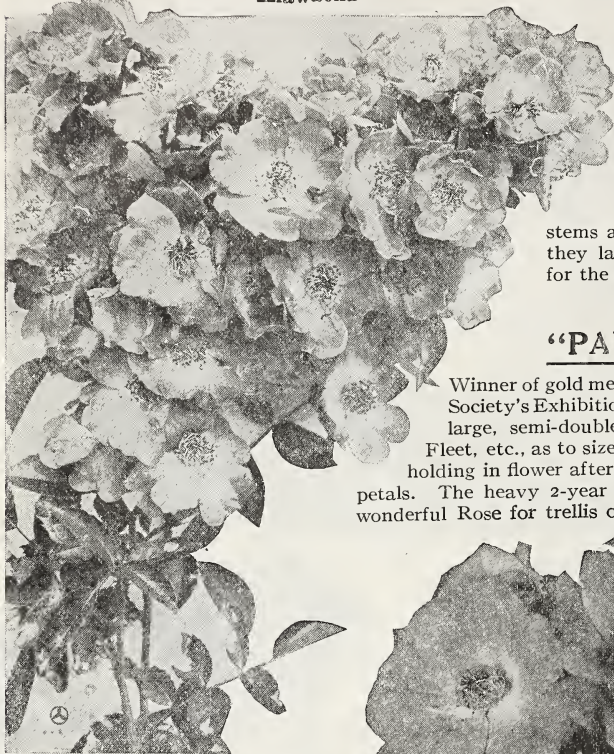 stems a
they la
for the
“PA
Winner of gold me
Society's Exhibitio
large, semi-double
Fleet, etc., as to size
holding in flower after
petals. The heavy 2-year
wonderful Rose for trellis o